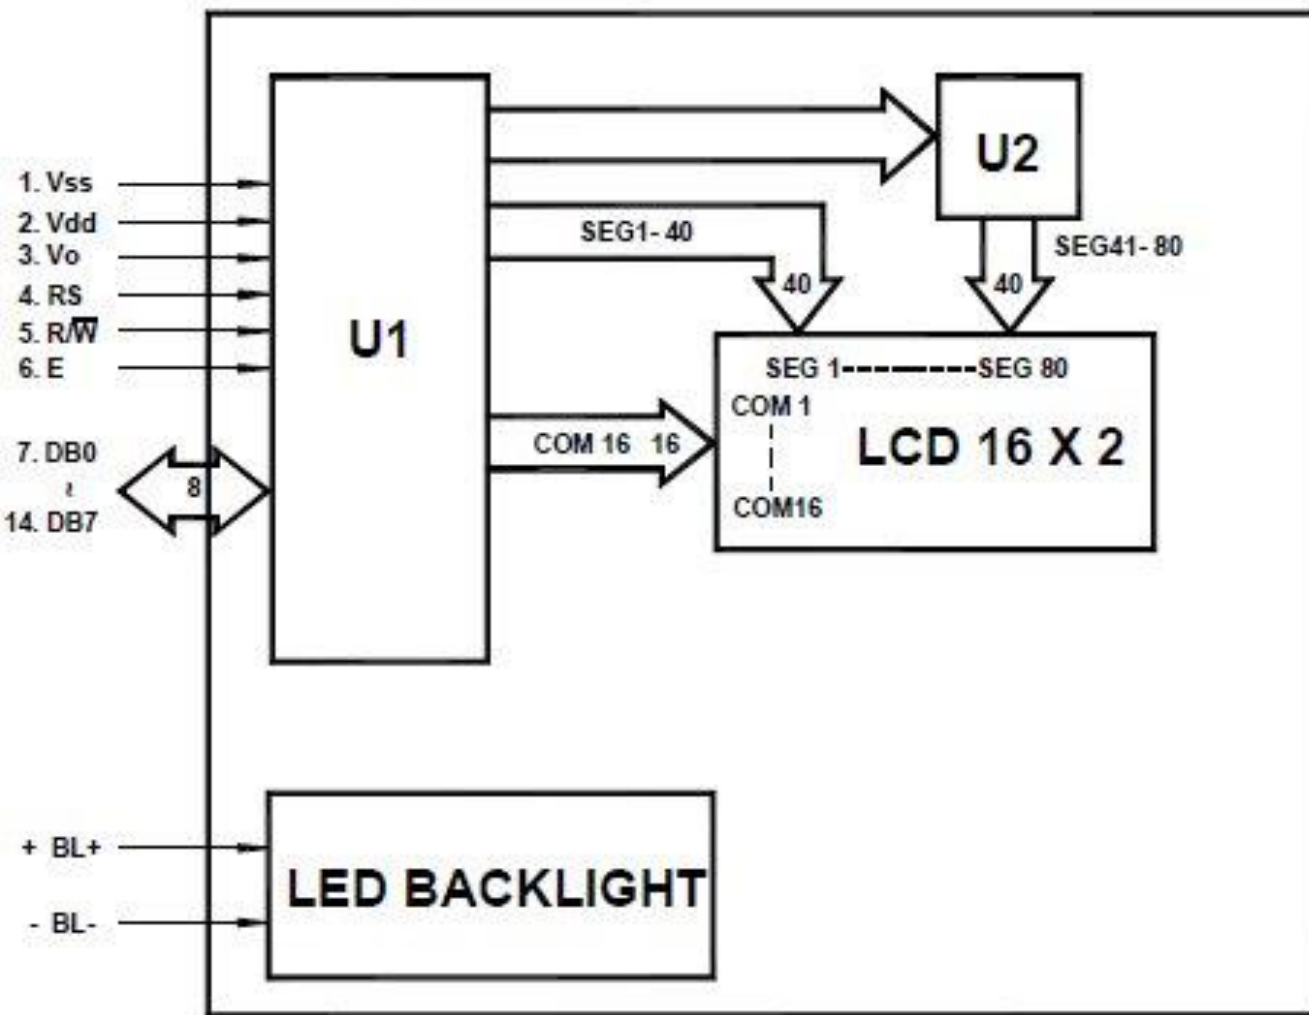 1. Vss
2. Vdd
3. Vo
4. RS
5. R/W̅
6. E
7. DB0
≀
14. DB7
8
U1
U2
SEG1-40
40
SEG41-80
40
COM 16 16
SEG 1-----------SEG 80
COM 1
COM16
LCD 16 X 2
+ BL+
- BL-
LED BACKLIGHT